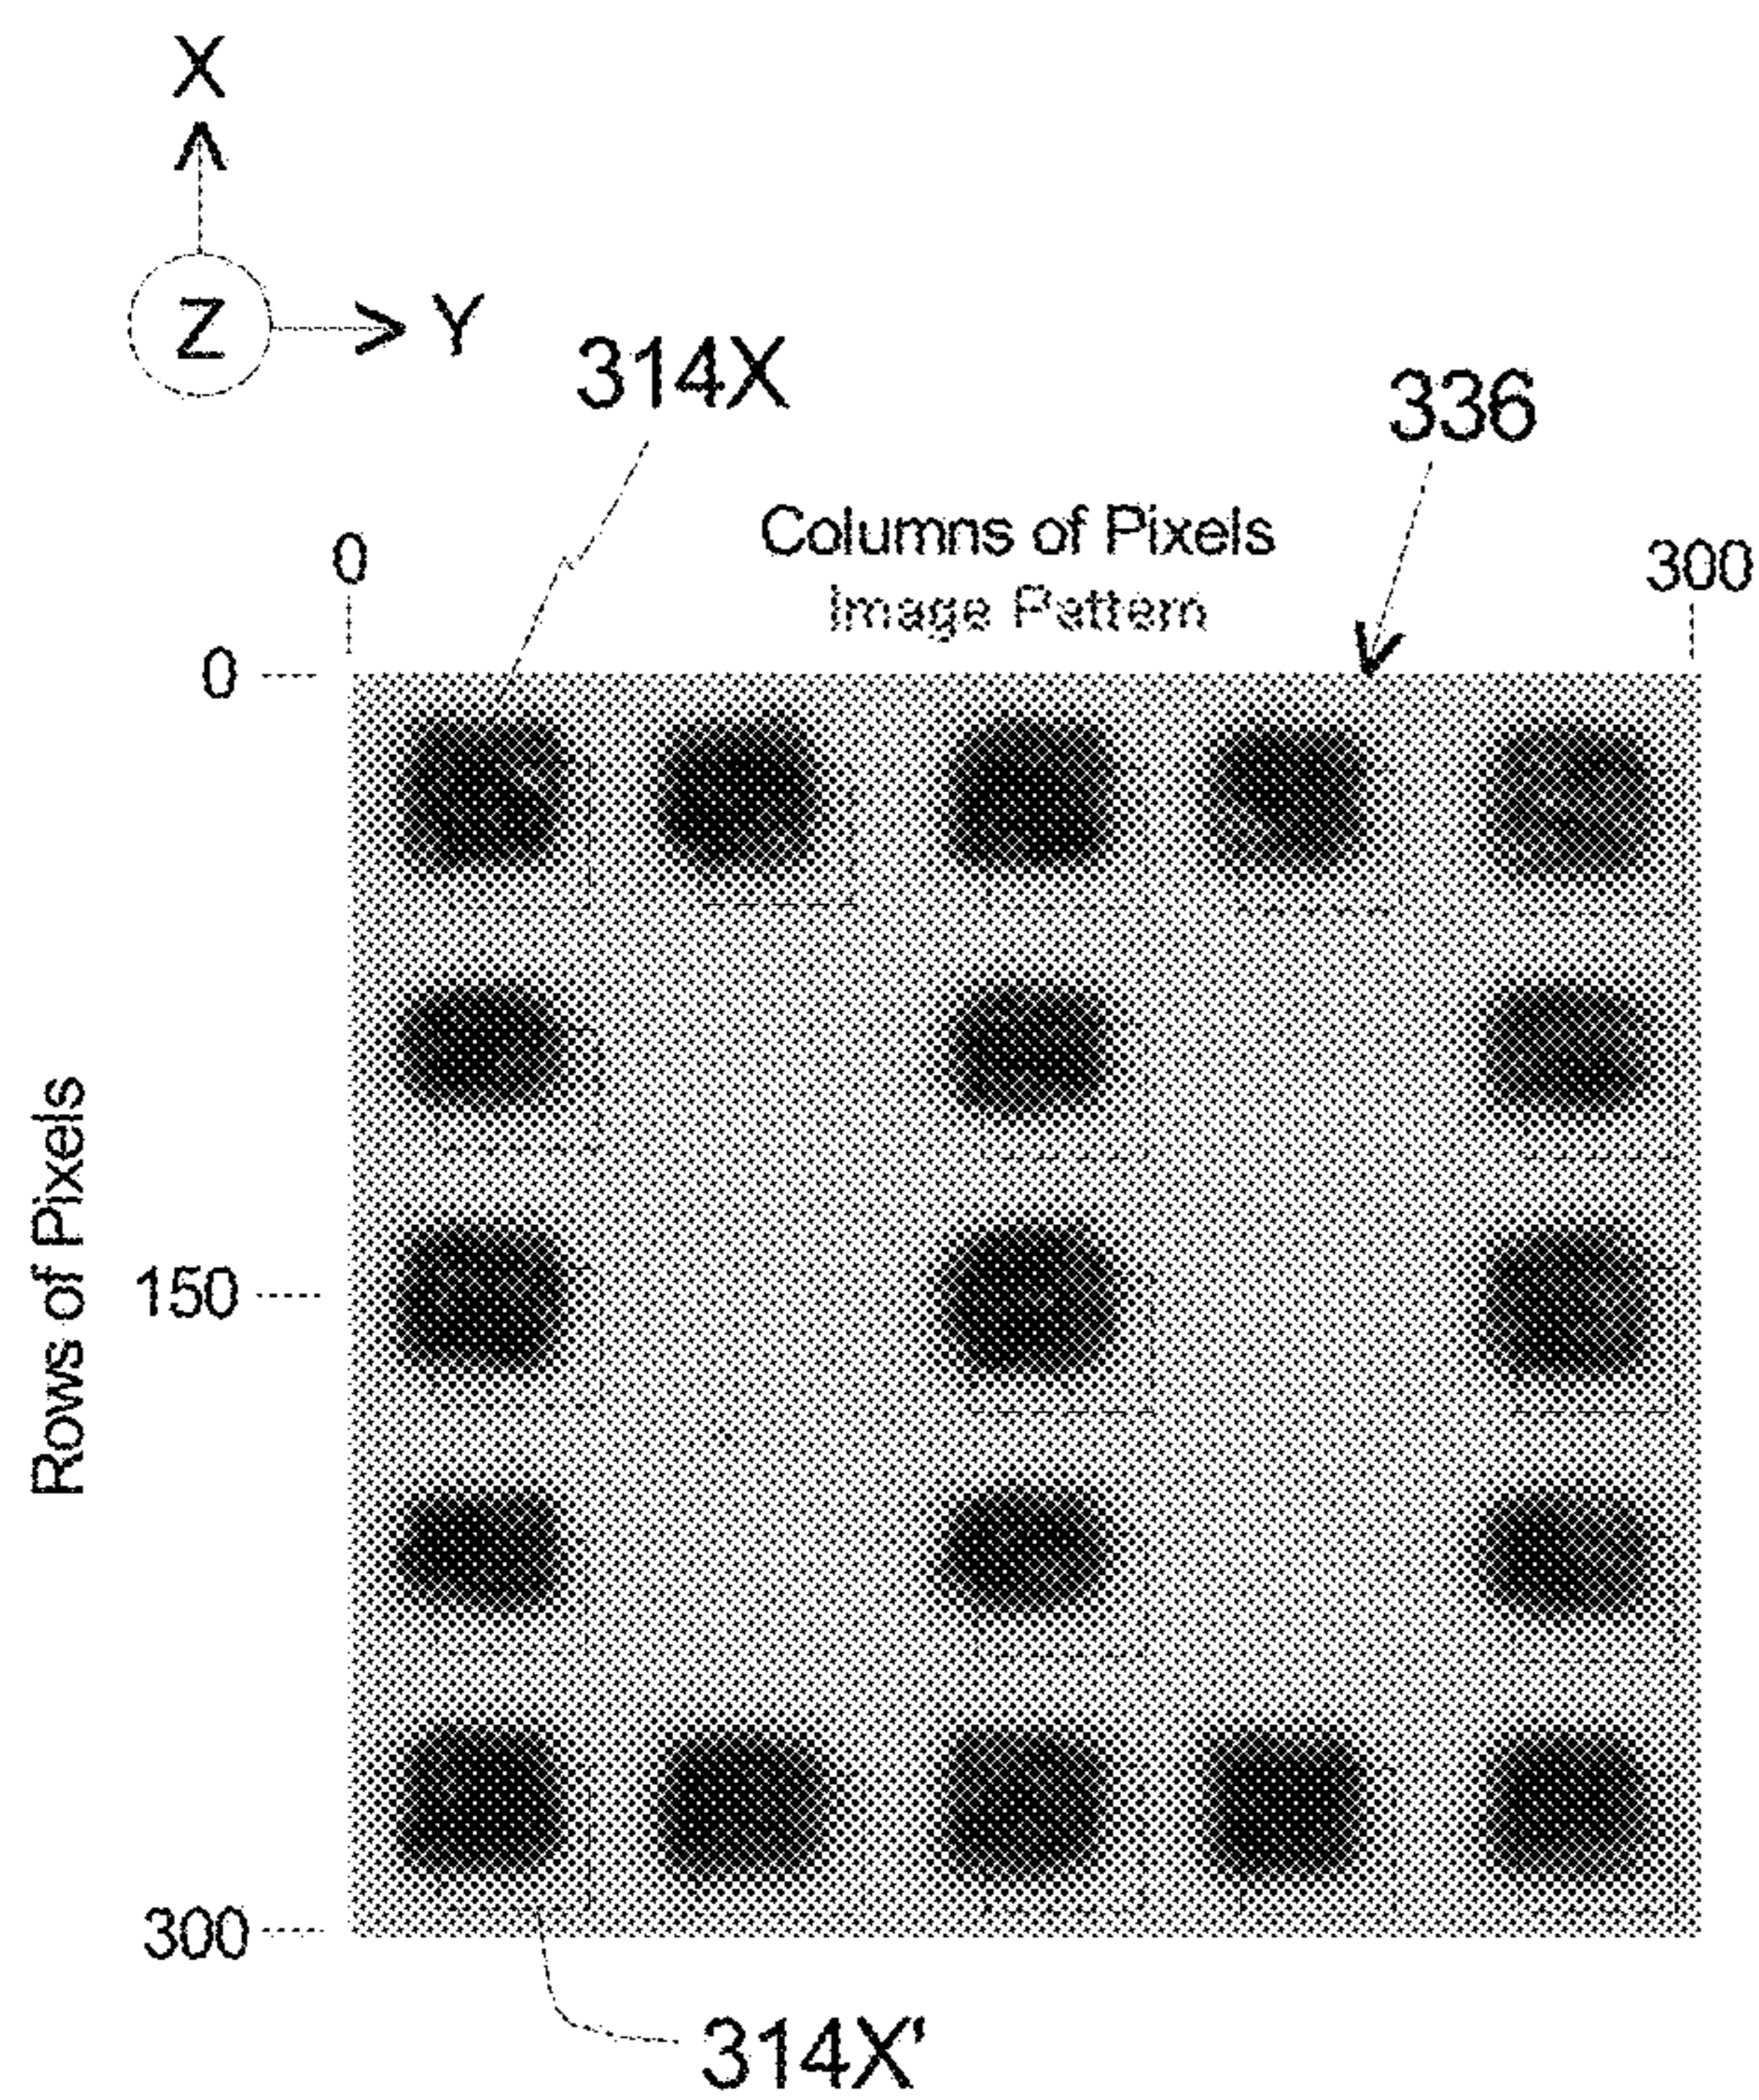 X
Z
Y
314X
336
Columns of Pixels
0
300
Image Pattern
0
Rows of Pixels
150
300
314X'